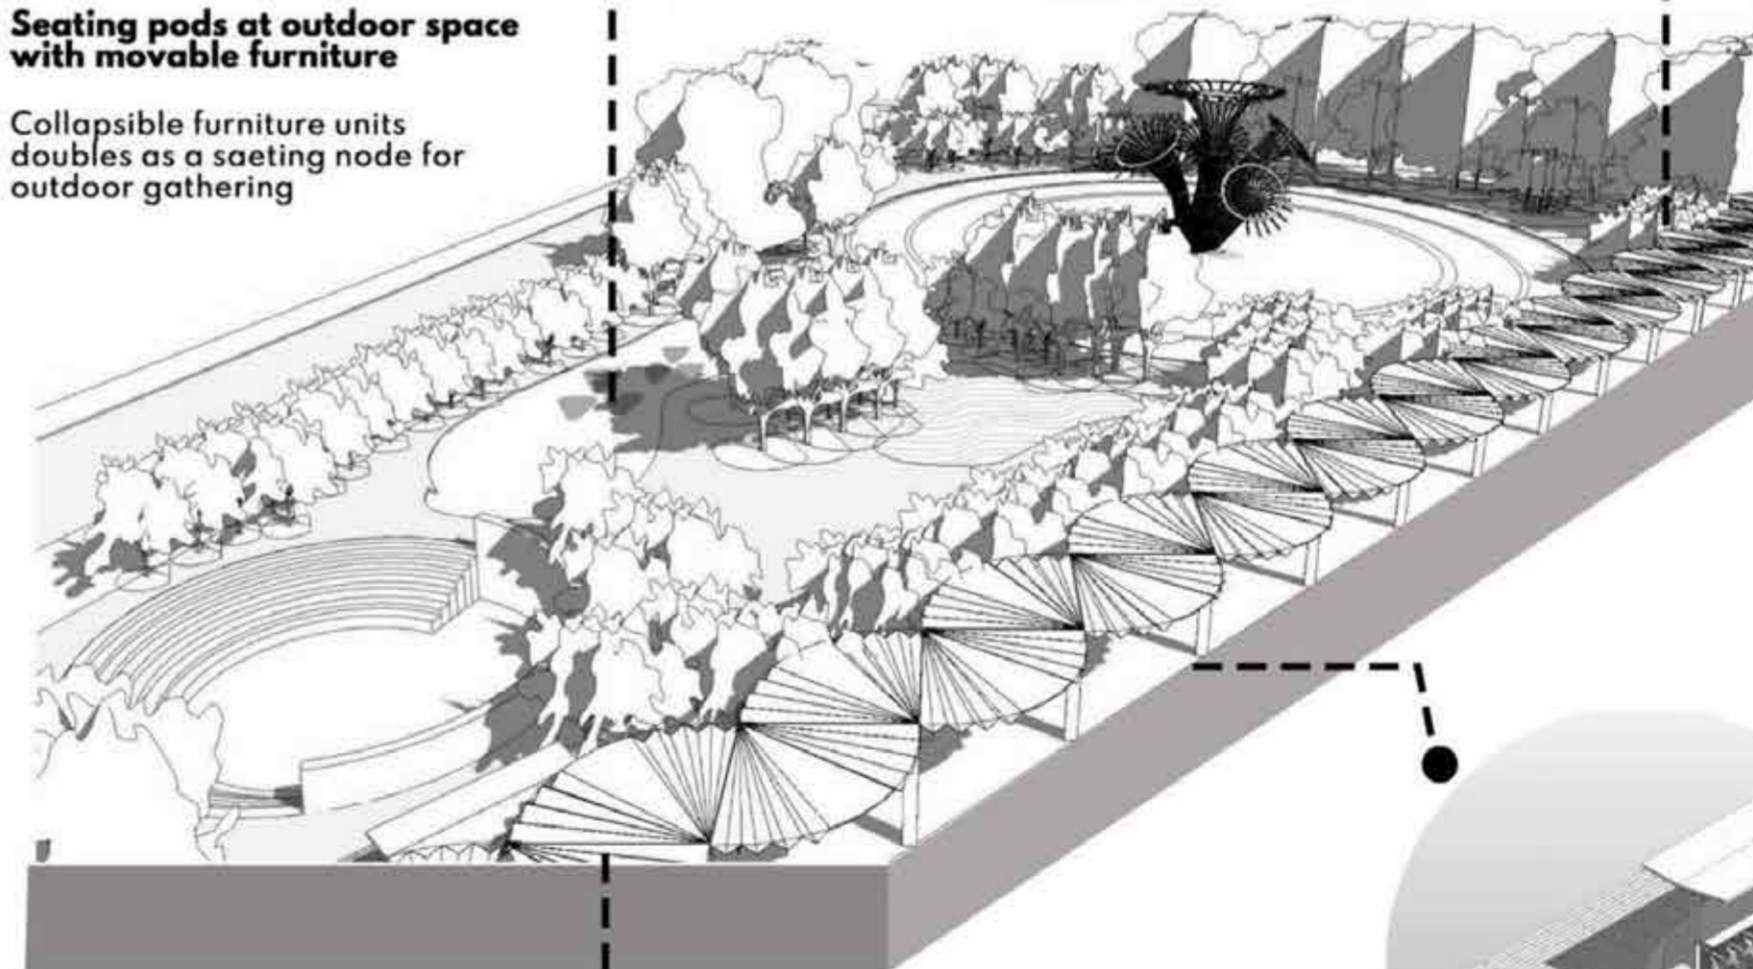 Seating pods at outdoor space
with movable furniture
Collapsible furniture units
doubles as a saeting node for
outdoor gathering